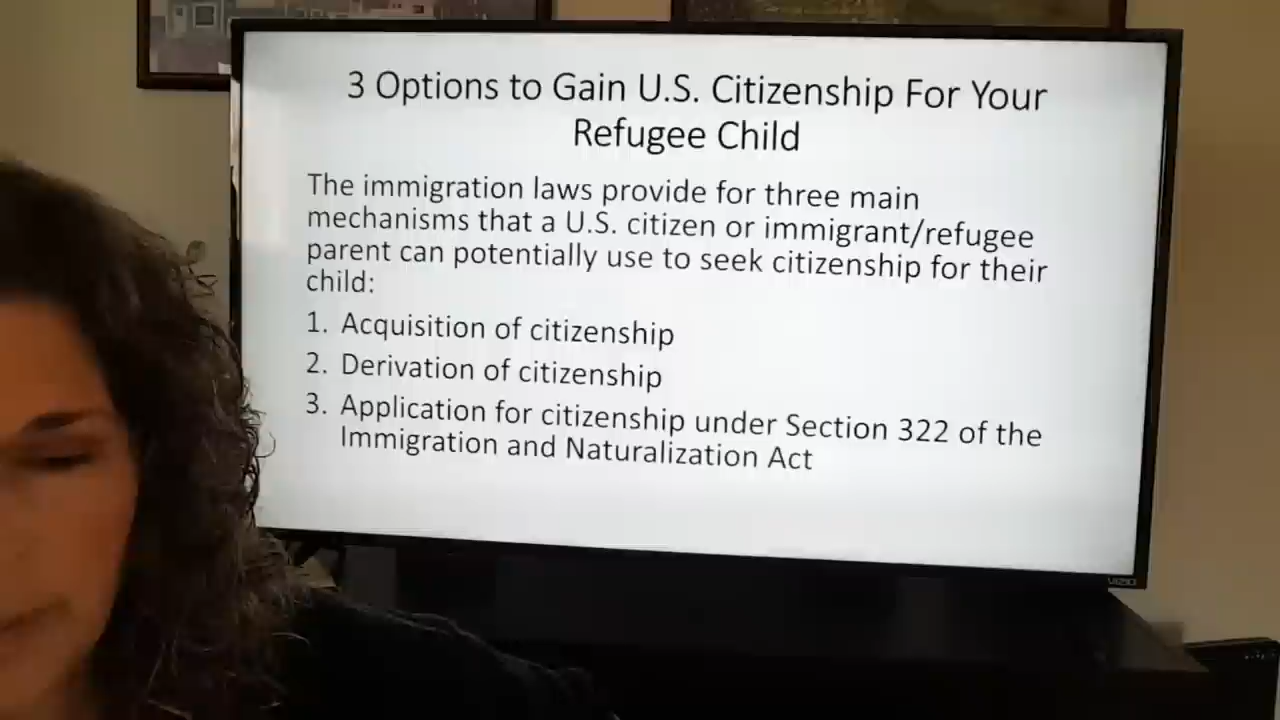 3 Options to Gain U.S. Citizenship For Your
Refugee Child
The immigration laws provide for three main
mechanisms that a U.S. citizen or immigrant/refugee
parent can potentially use to seek citizenship for their
child:
1. Acquisition of citizenship
2. Derivation of citizenship
3. Application for citizenship under Section 322 of the
Immigration and Naturalization Act
VIZIO